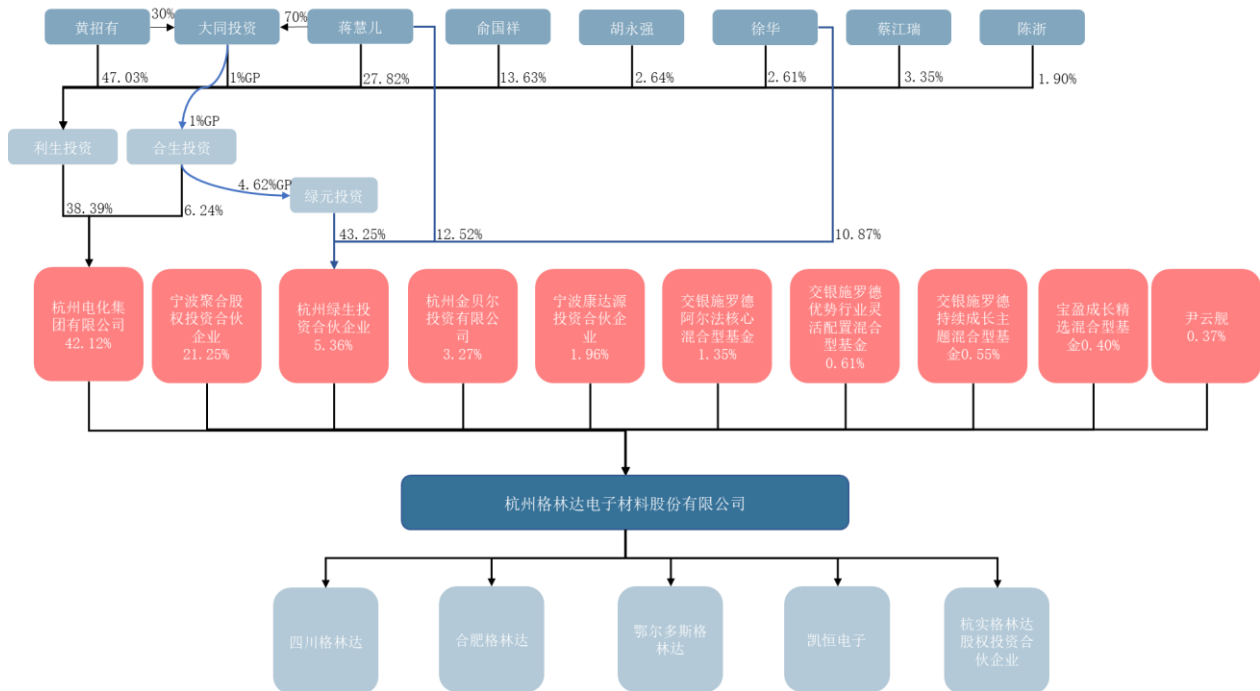 黄招有
30%
大同投资
70%
蒋慧儿
俞国祥
胡永强
徐华
蔡江瑞
陈浙
47.03%
1%GP
27.82%
13.63%
2.64%
2.61%
3.35%
1.90%
1%GP
利生投资
合生投资
4.62%GP
绿元投资
38.39%
6.24%
43.25%
12.52%
10.87%
杭州电化集
团有限公司
42.12%
宁波聚合股
权投资合伙
企业
21.25%
杭州绿生投
资合伙企业
5.36%
杭州金贝尔
投资有限公
司
3.27%
宁波康达源
投资合伙企
业
1.96%
交银施罗德
阿尔法核心
混合型基金
1.35%
交银施罗德
优势行业灵
活配置混合
型基金
0.61%
交银施罗德
持续成长主
题混合型基
金0.55%
宝盈成长精
选混合型基
金0.40%
尹云舰
0.37%
杭州格林达电子材料股份有限公司
四川格林达
合肥格林达
鄂尔多斯格
林达
凯恒电子
杭实格林达
股权投资合
伙企业